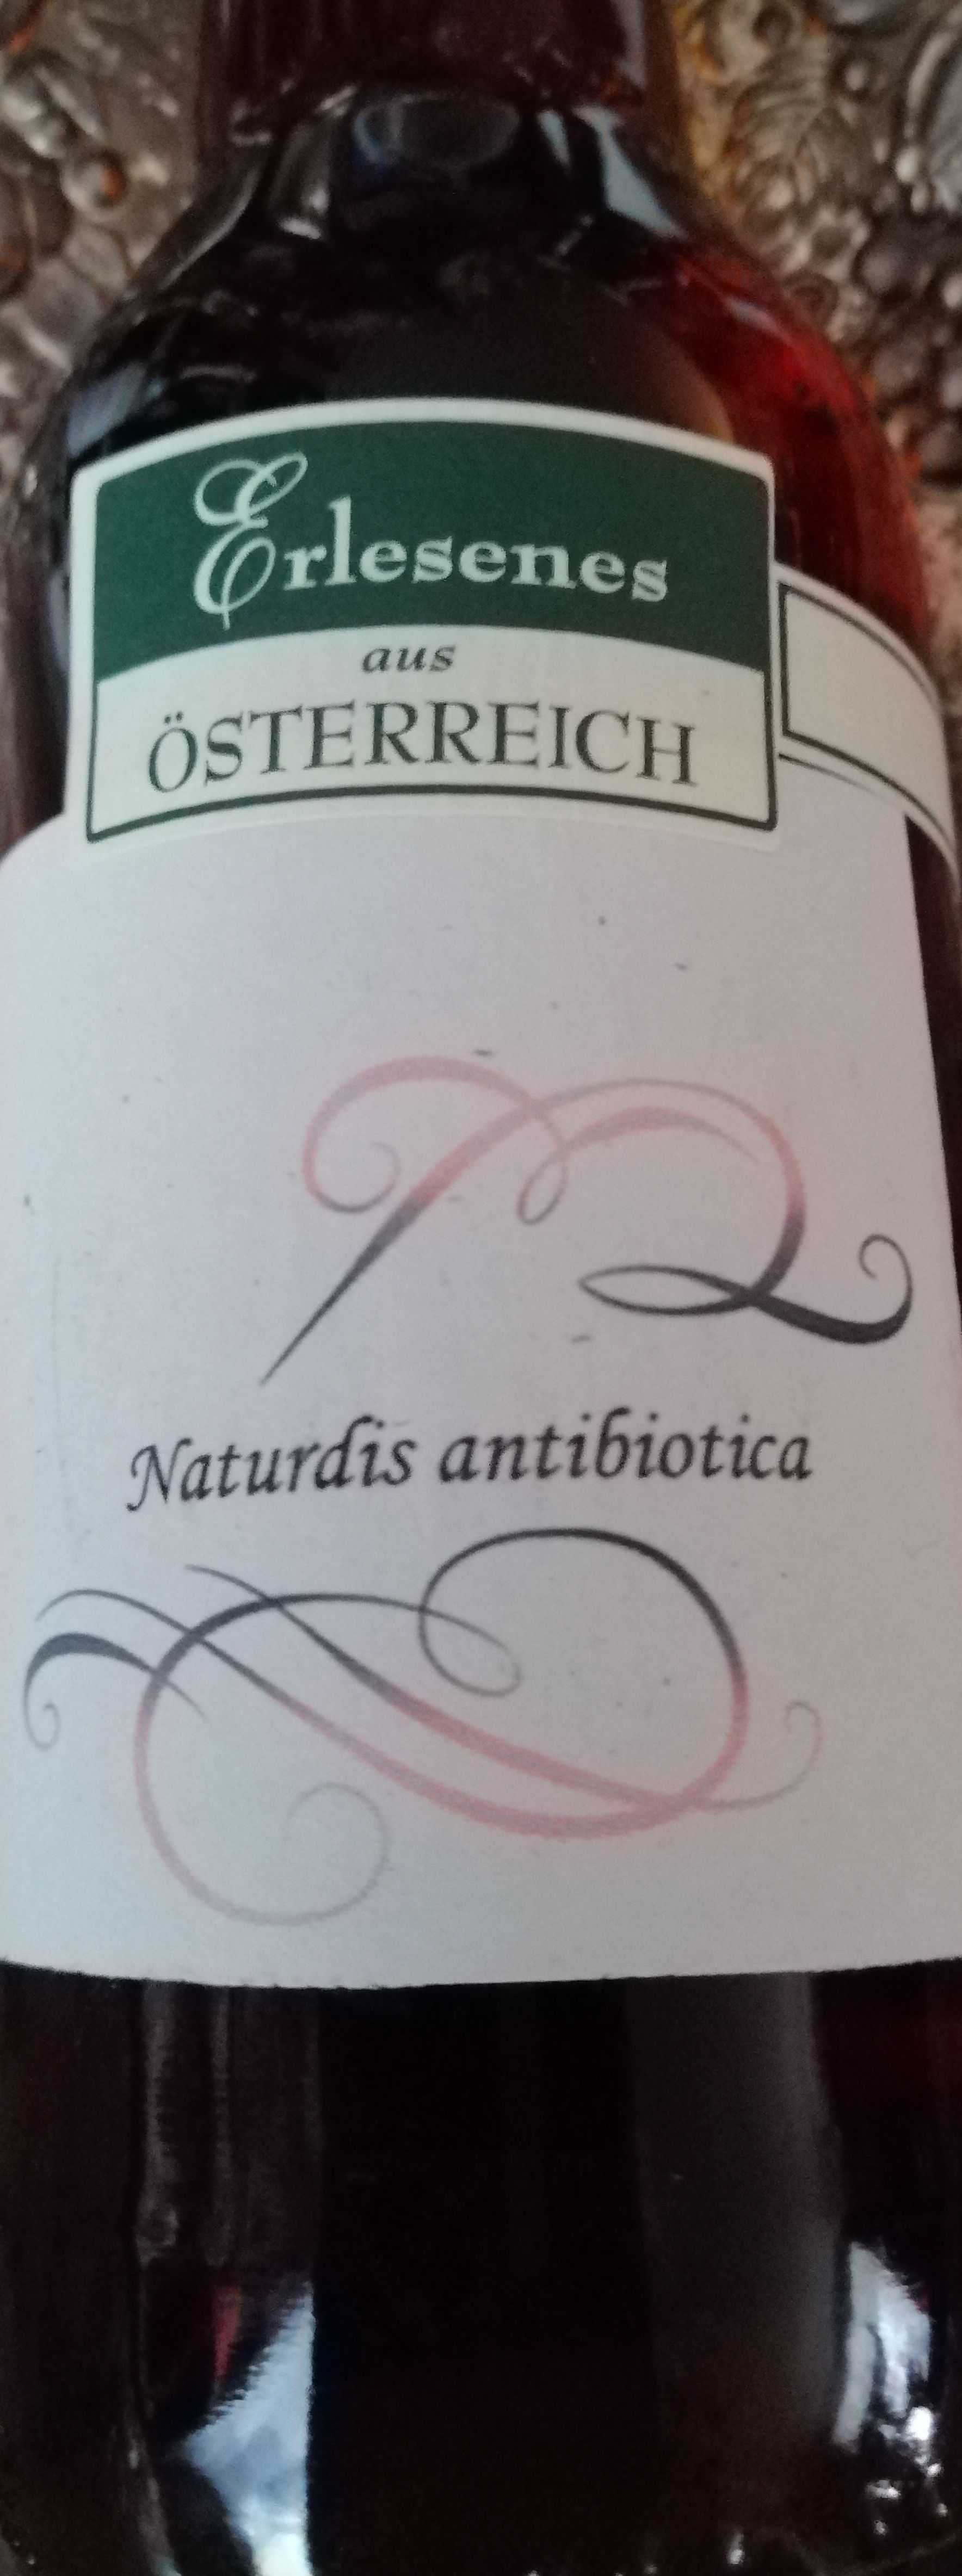 Erlesenes
aus
ÖSTERREICH
Naturdis antibiotica